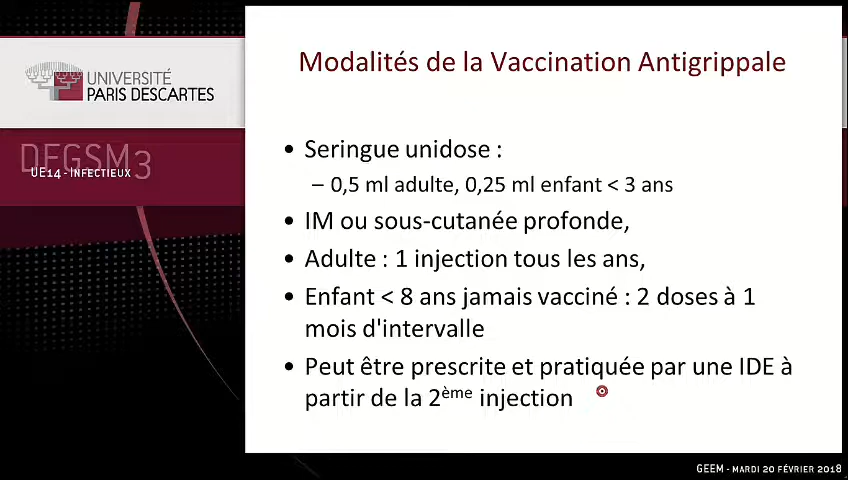 Modalités de la Vaccination Antigrippale
UNIVERSITÉ
PARIS DESCARTES
DFGSM3
UE14 - INFECTIEUX
• Seringue unidose :
– 0,5 ml adulte, 0,25 ml enfant < 3 ans
• IM ou sous-cutanée profonde,
• Adulte : 1 injection tous les ans,
• Enfant < 8 ans jamais vacciné : 2 doses à 1
mois d'intervalle
• Peut être prescrite et pratiquée par une IDE à
partir de la 2ème injection
GEEM - MARDI 20 FÉVRIER 2018